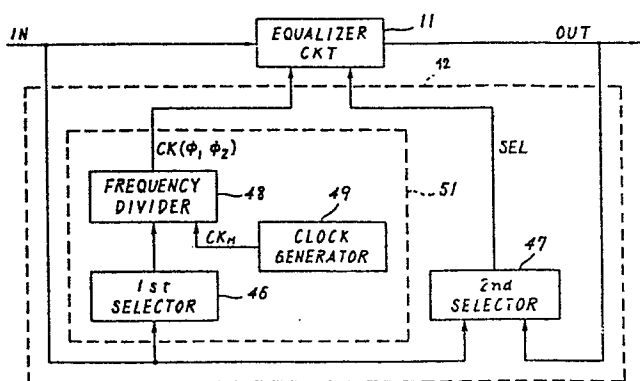 IN
EQUALIZER
CKT
11
OUT
42
CK(φ1, φ2)
SEL
FREQUENCY
DIVIDER
48
51
49
CKM
CLOCK
GENERATOR
47
1st
SELECTOR
46
2nd
SELECTOR